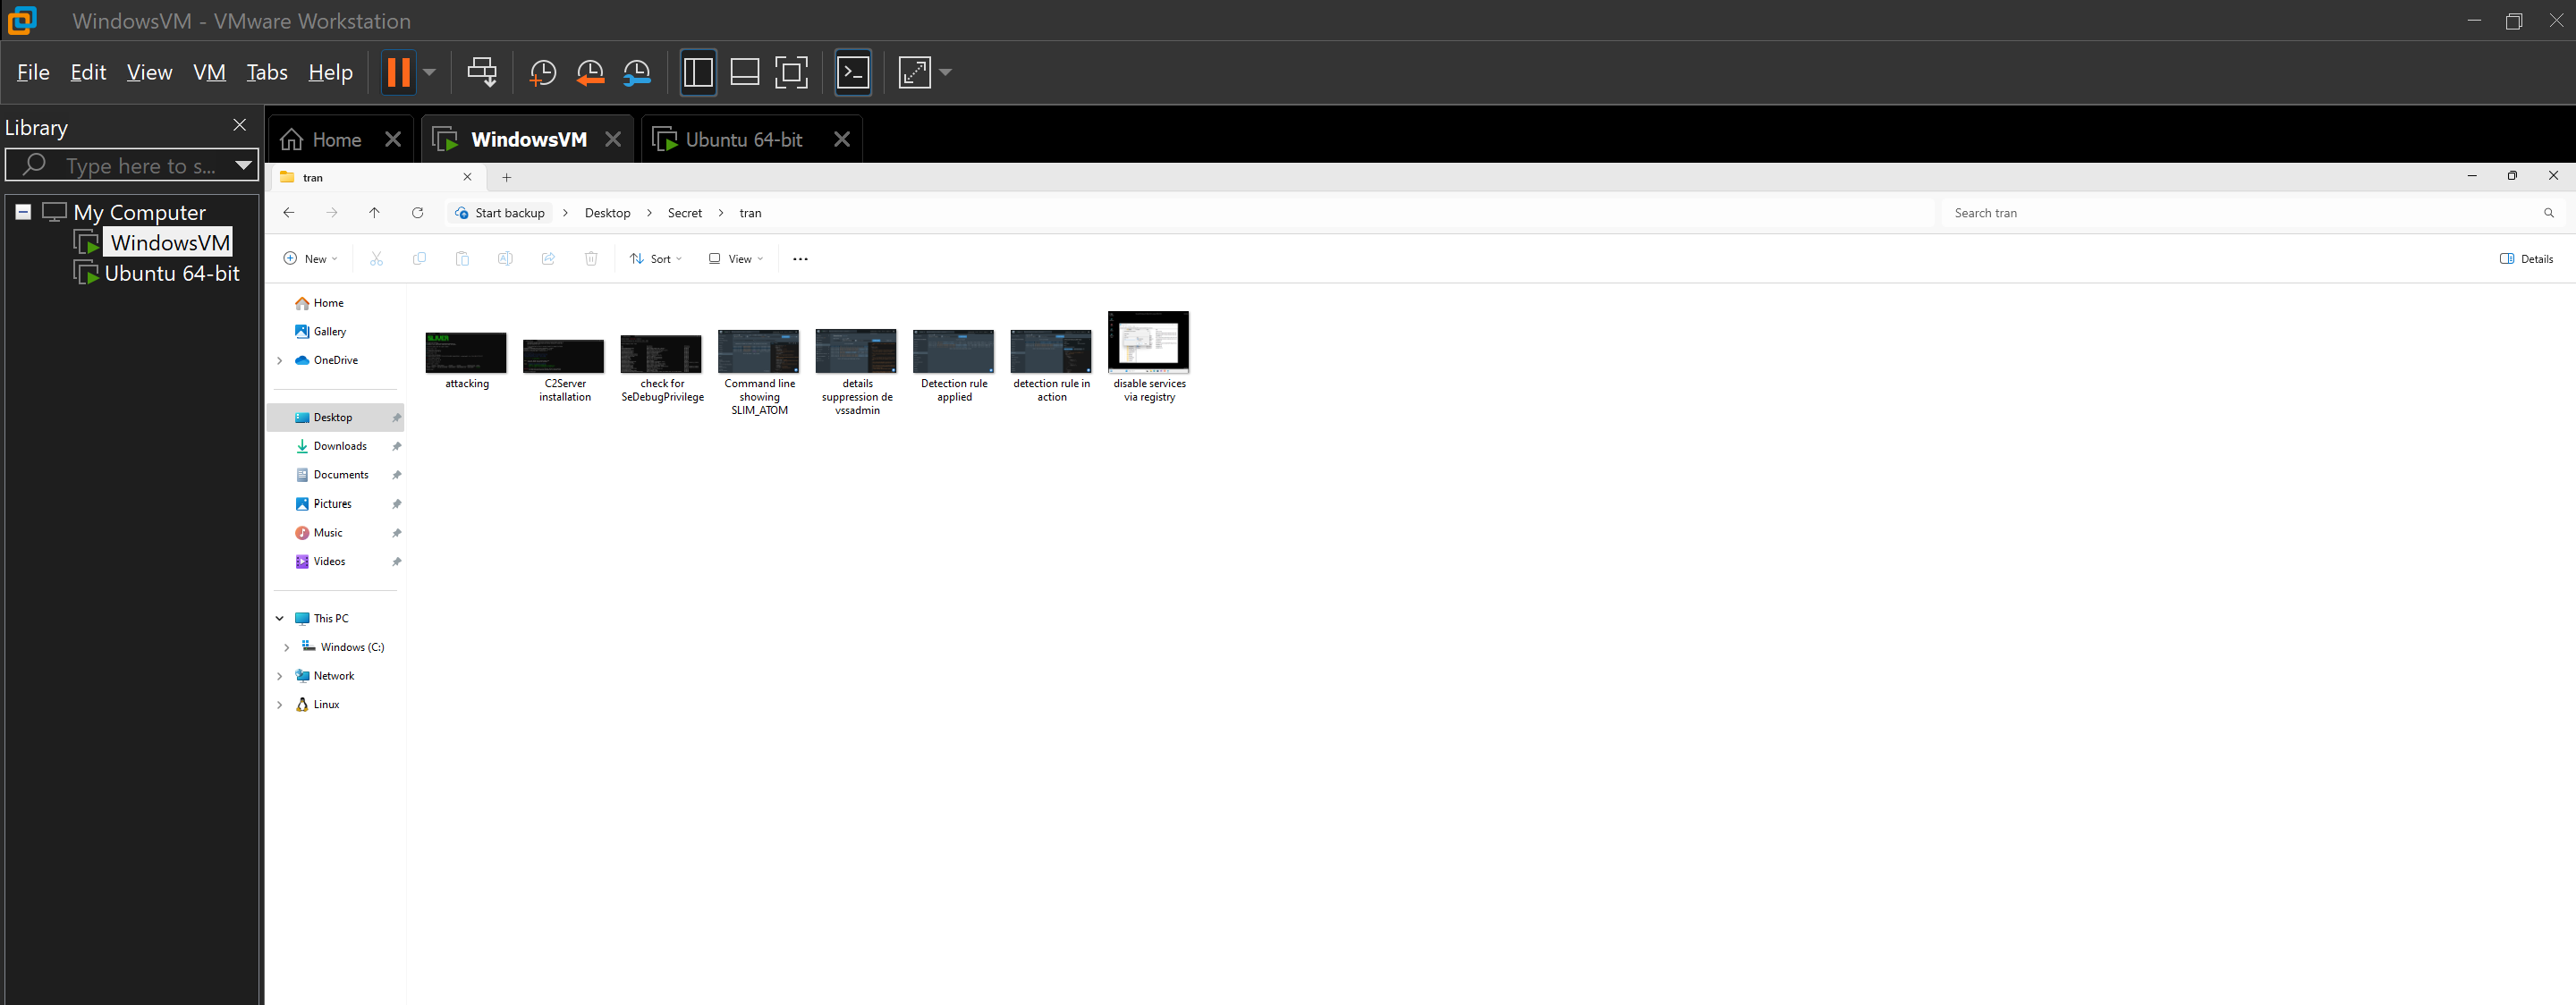 WindowsVM - VMware Workstation
File Edit View VM Tabs Help
Library
Type here to s...
My Computer
WindowsVM
Ubuntu 64-bit
Home
WindowsVM
Ubuntu 64-bit
tran
Start backup > Desktop > Secret > tran
Search tran
New
Sort
View
Details
Home
Gallery
OneDrive
Desktop
Downloads
Documents
Pictures
Music
Videos
This PC
Windows (C:)
Network
Linux
SLIVER
attacking
C2Server
installation
check for
SeDebugPrivilege
Command line
showing
SLIM_ATOM
details
suppression de
vssadmin
Detection rule
applied
detection rule in
action
disable services
via registry